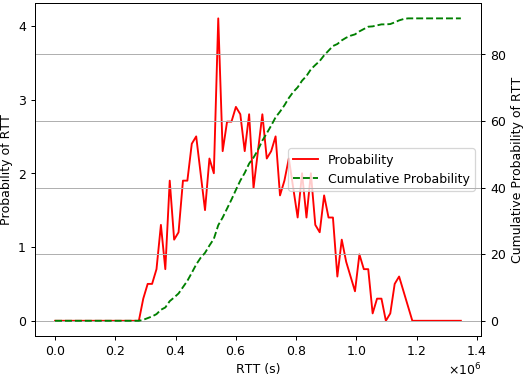 4
3
2
1
0
Probability of RTT
80
60
40
20
0
Cumulative Probability of RTT
Probability
Cumulative Probability
0.0 0.2 0.4 0.6 0.8 1.0 1.2 1.4
RTT (s)
×10⁶